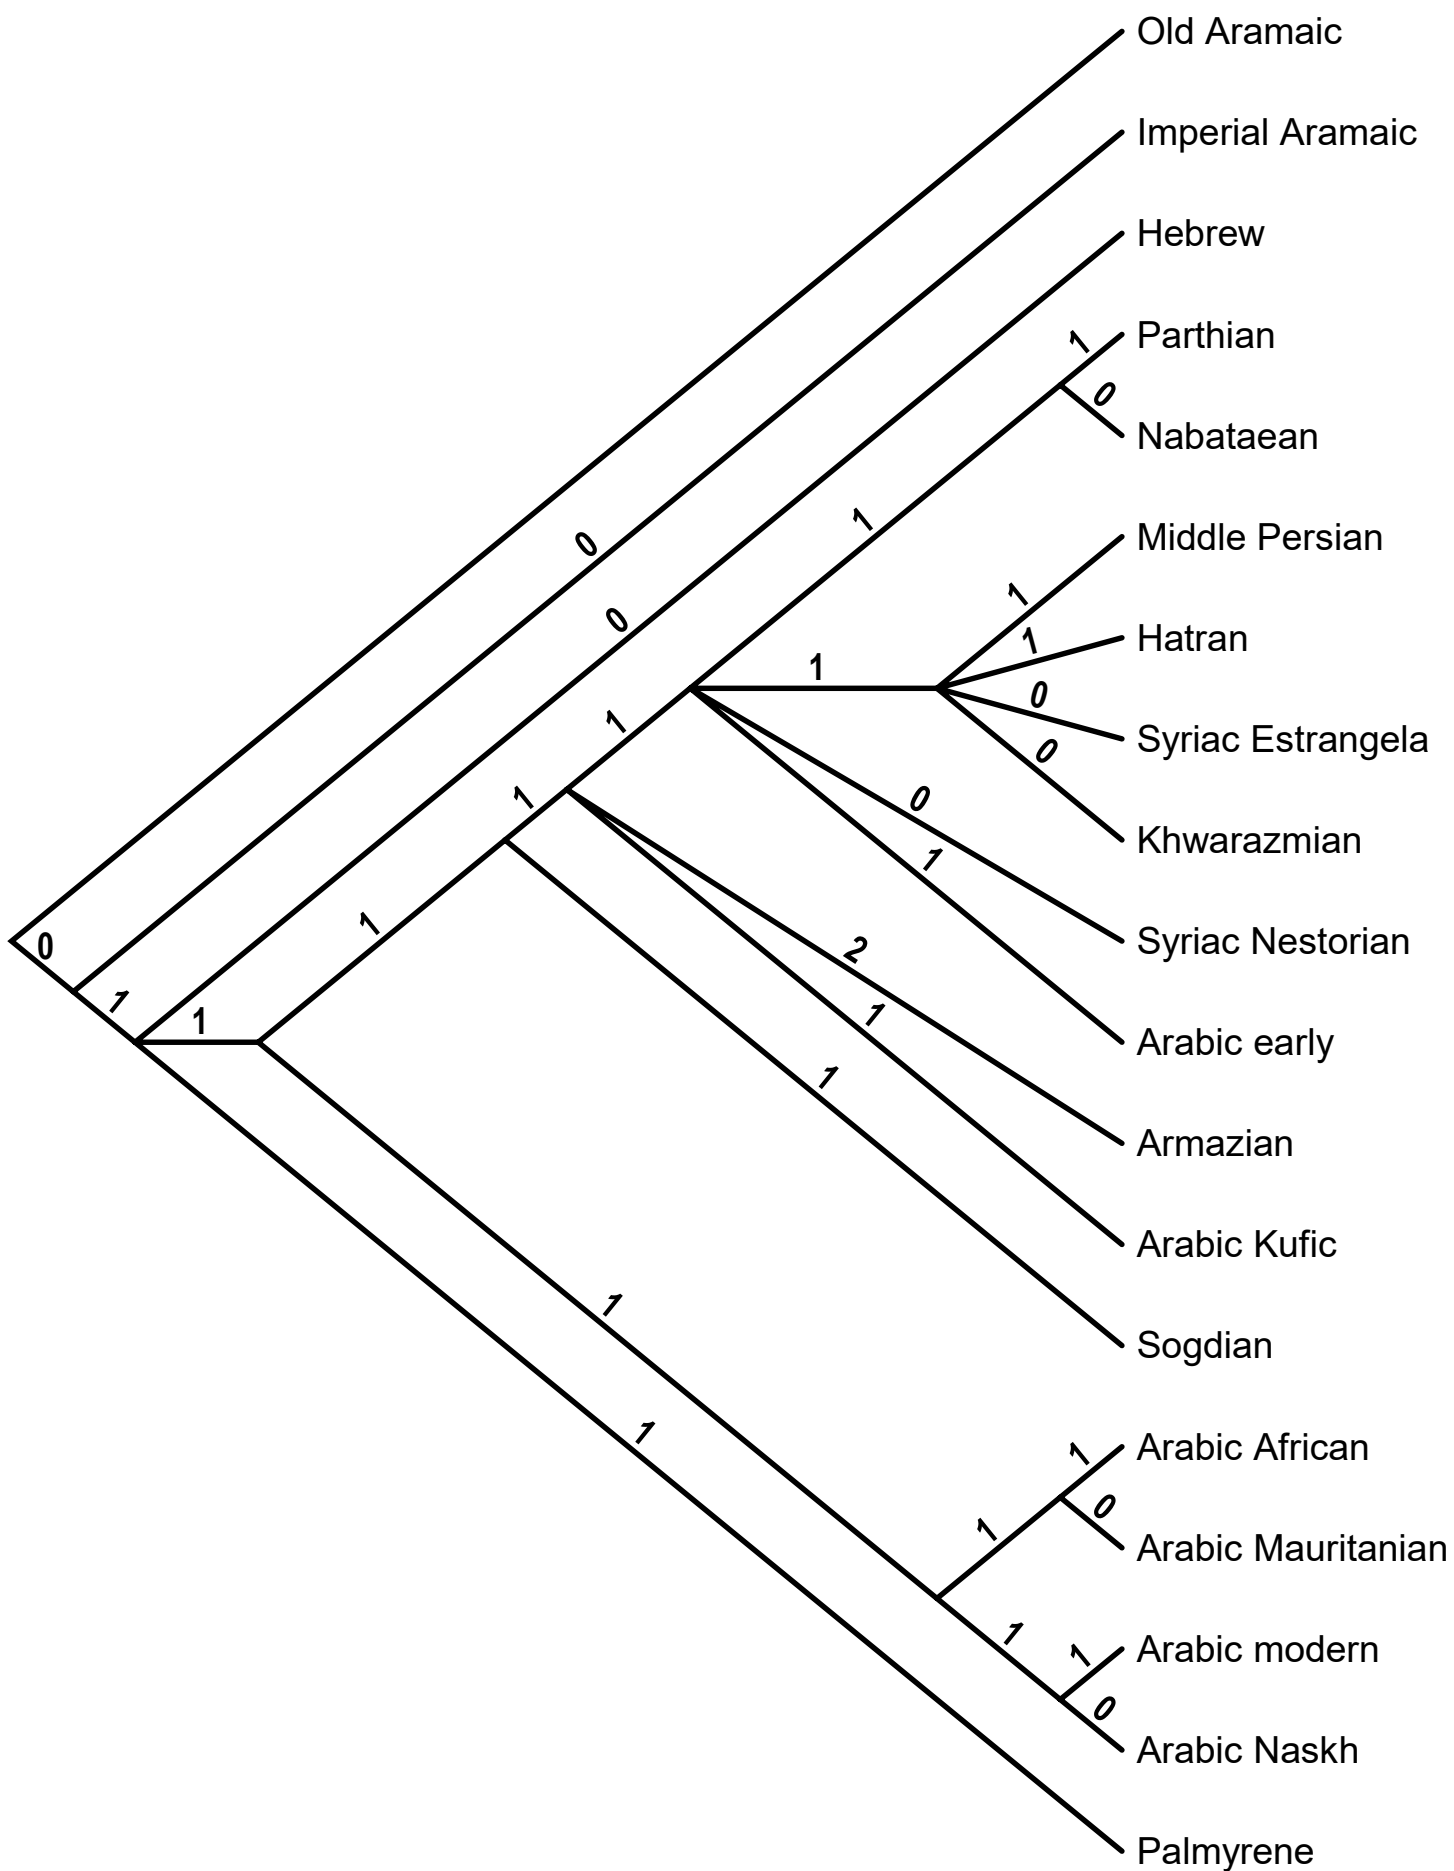 Old Aramaic
Imperial Aramaic
Hebrew
1 Parthian
0
Nabataean
1
Middle Persian
0
1
1
Hatran
0
1
0
Syriac Estrangela
1
0
1
0
Khwarazmian
1
1
0
2
Syriac Nestorian
1
1
1
Arabic early
1
Armazian
Arabic Kufic
1
Sogdian
1
1
Arabic African
1
0
1
Arabic Mauritanian
1
1
Arabic modern
0
Arabic Naskh
Palmyrene